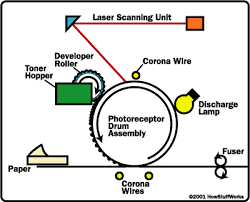 Laser Scanning Unit
Toner
Hopper
Developer
Roller
Corona Wire
Photoreceptor
Drum
Assembly
Discharge
Lamp
Fuser
Paper
Corona
Wires
©2001 HowStuffWorks